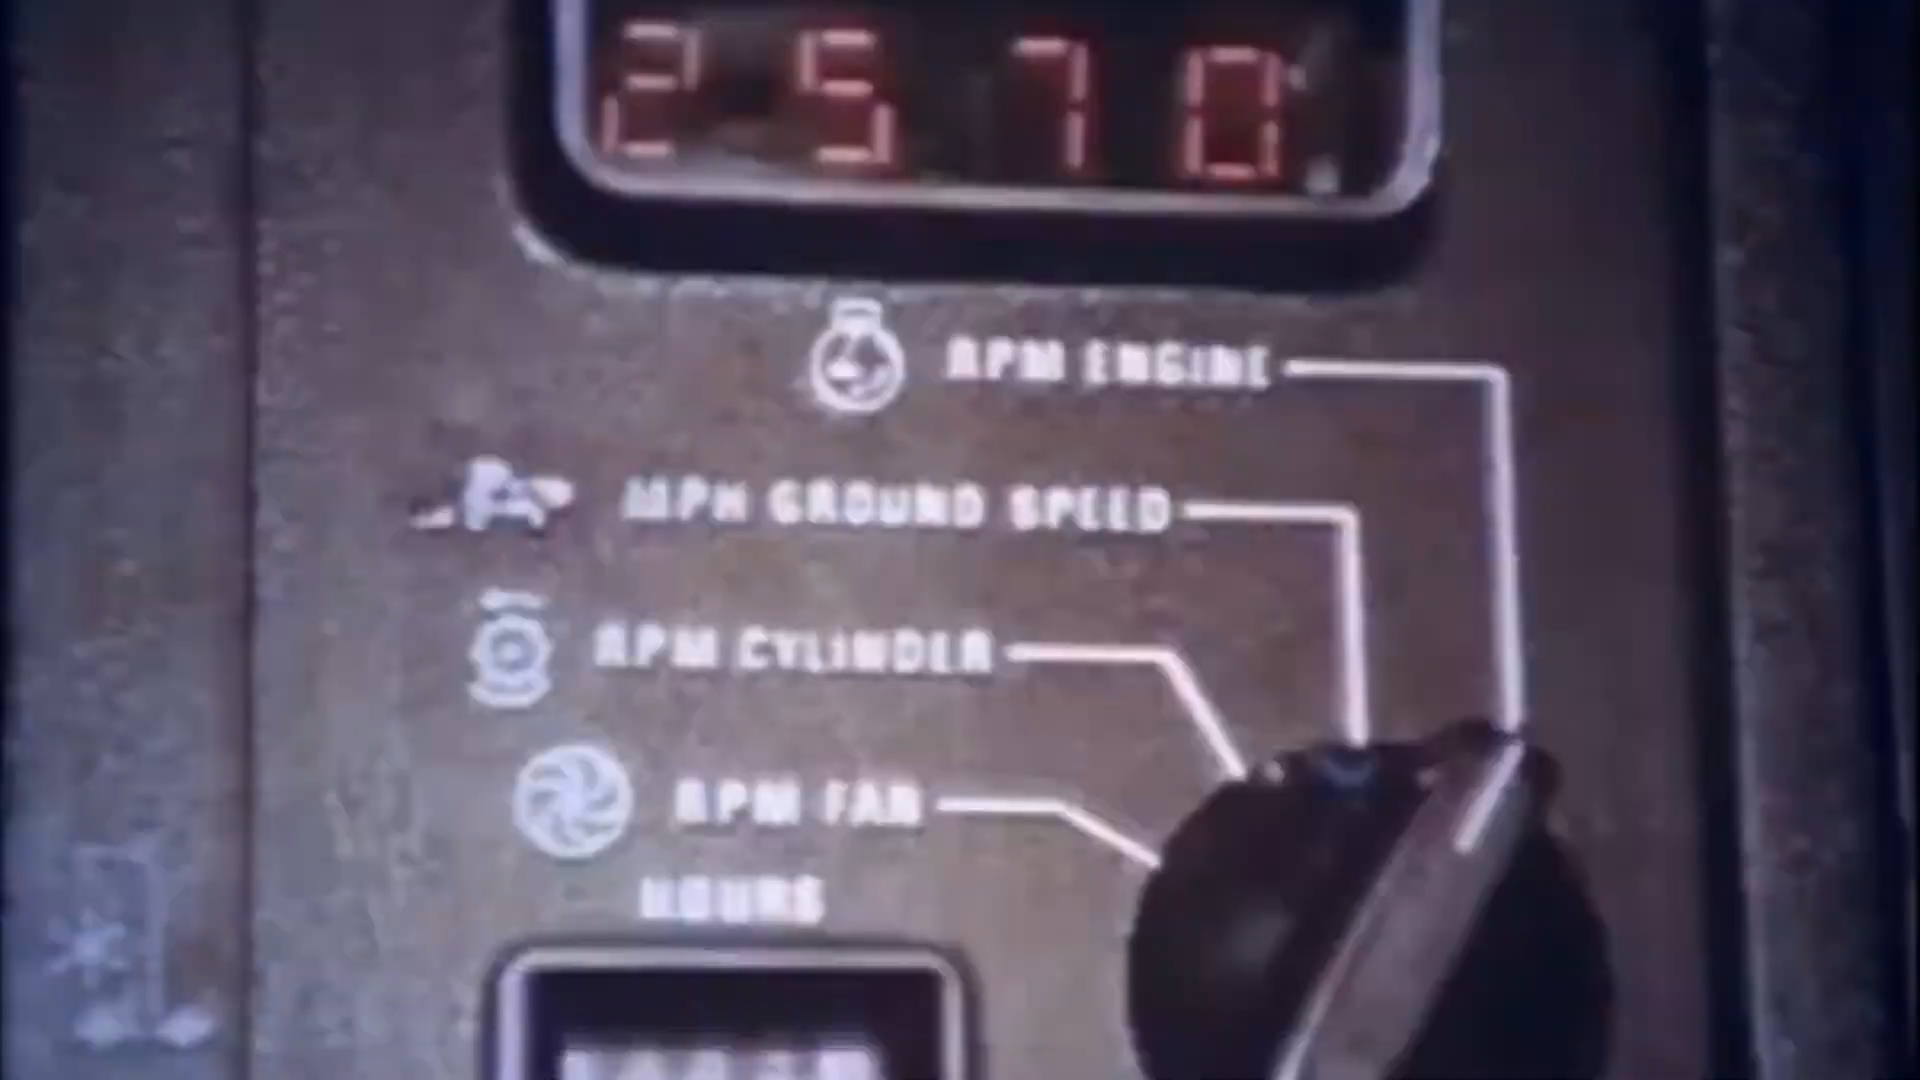 2570
RPM ENGINE
MPH GROUND SPEED
RPM CYLINDER
RPM FAN
HOURS